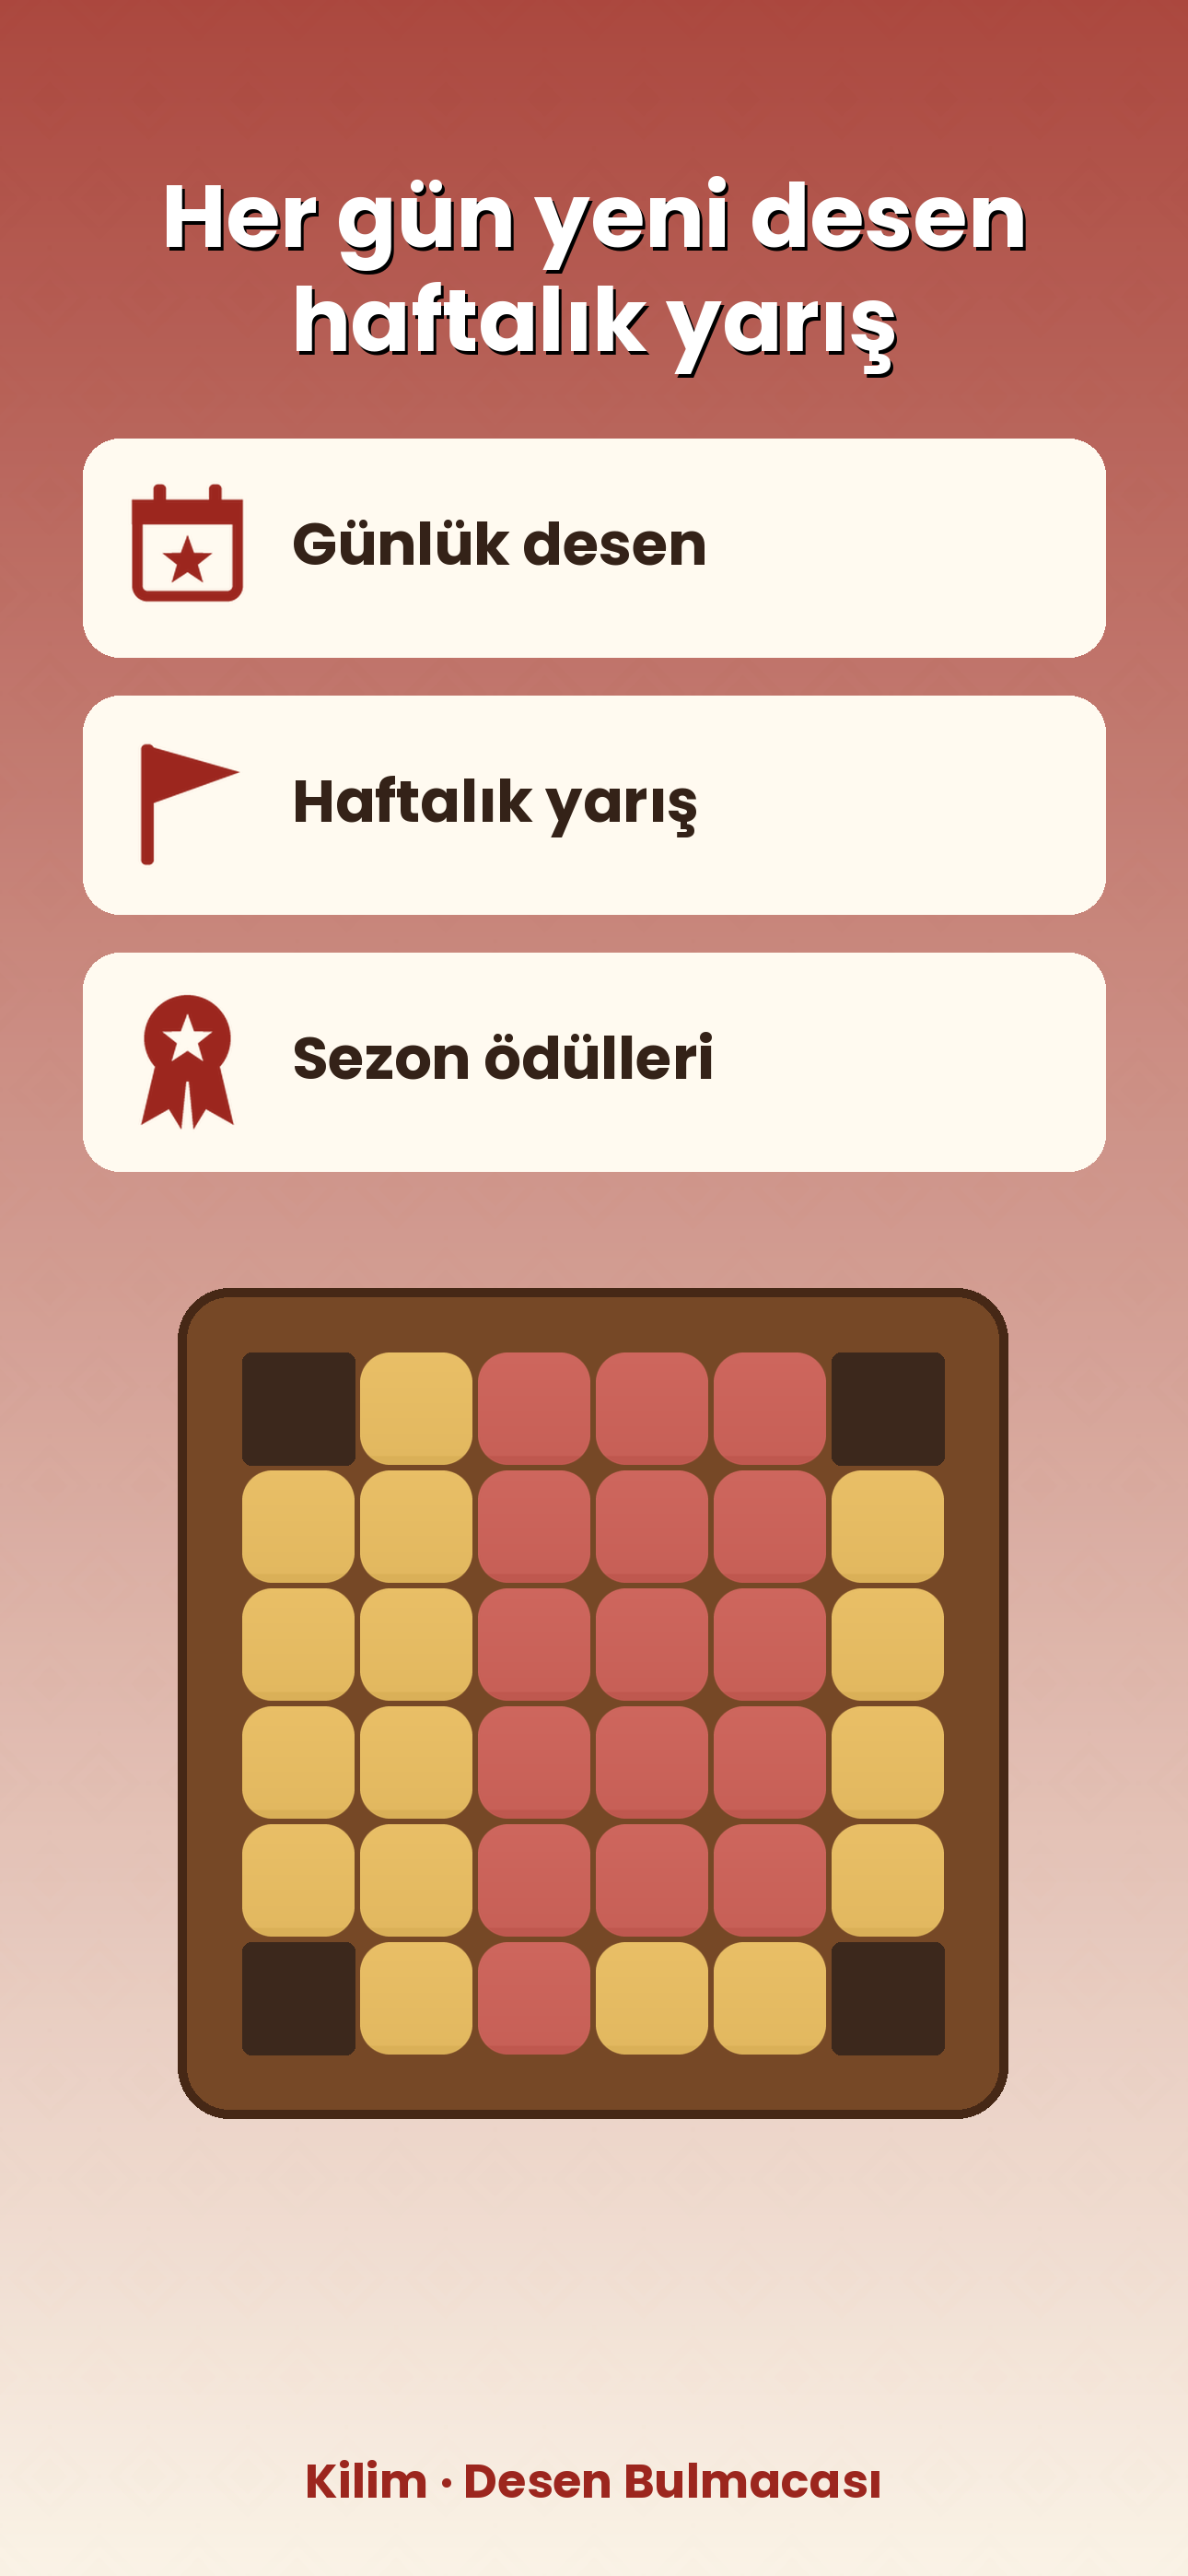 Her gün yeni desen
haftalık yarış
Günlük desen
Haftalık yarış
Sezon ödülleri
Kilim · Desen Bulmacası